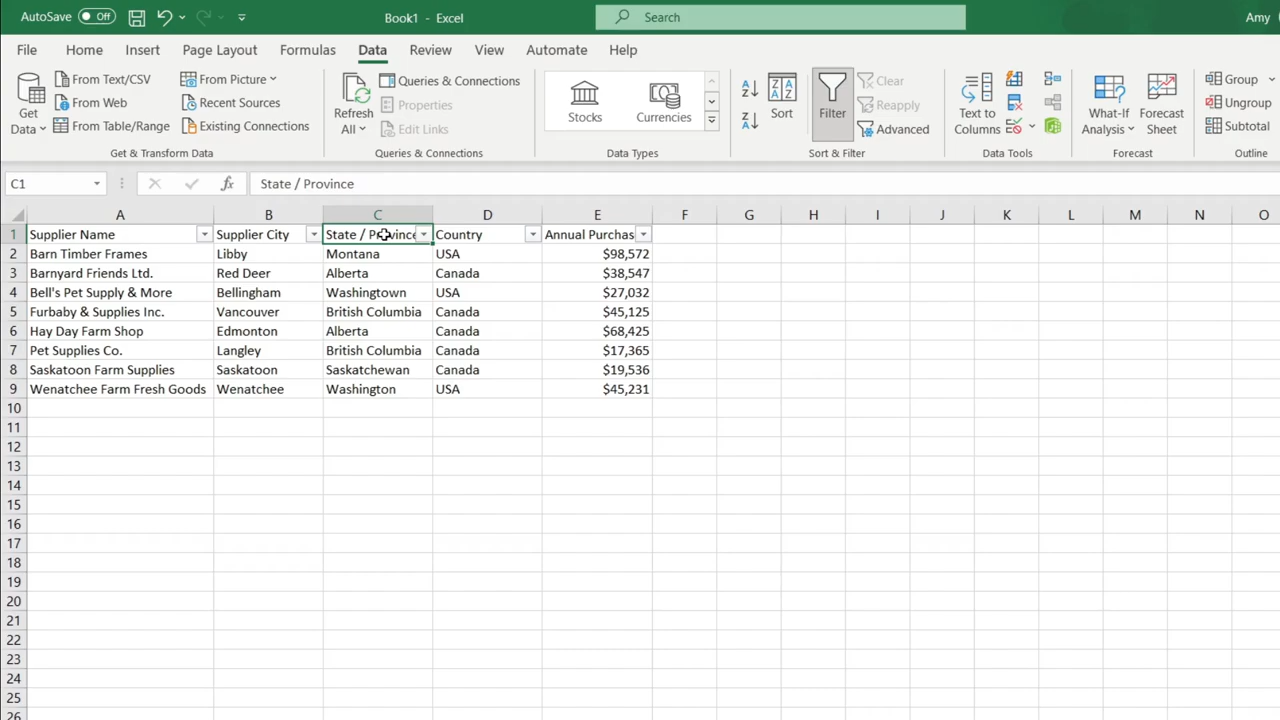 AutoSave Off Book1 - Excel Search Amy
File Home Insert Page Layout Formulas Data Review View Automate Help
Get Data
From Text/CSV
From Web
From Table/Range
From Picture
Recent Sources
Existing Connections
Get & Transform Data
Refresh All
Queries & Connections
Properties
Edit Links
Queries & Connections
Stocks Currencies
Data Types
Sort
Filter
Clear
Reapply
Advanced
Sort & Filter
Text to Columns
Data Tools
What-If Analysis
Forecast Sheet
Forecast
Group
Ungroup
Subtotal
Outline
C1 fx State / Province
A B C D E F G H I J K L M N O
1 Supplier Name Supplier City State / Province Country Annual Purchas
2 Barn Timber Frames Libby Montana USA $98,572
3 Barnyard Friends Ltd. Red Deer Alberta Canada $38,547
4 Bell's Pet Supply & More Bellingham Washingtown USA $27,032
5 Furbaby & Supplies Inc. Vancouver British Columbia Canada $45,125
6 Hay Day Farm Shop Edmonton Alberta Canada $68,425
7 Pet Supplies Co. Langley British Columbia Canada $17,365
8 Saskatoon Farm Supplies Saskatoon Saskatchewan Canada $19,536
9 Wenatchee Farm Fresh Goods Wenatchee Washington USA $45,231
10
11
12
13
14
15
16
17
18
19
20
21
22
23
24
25
26